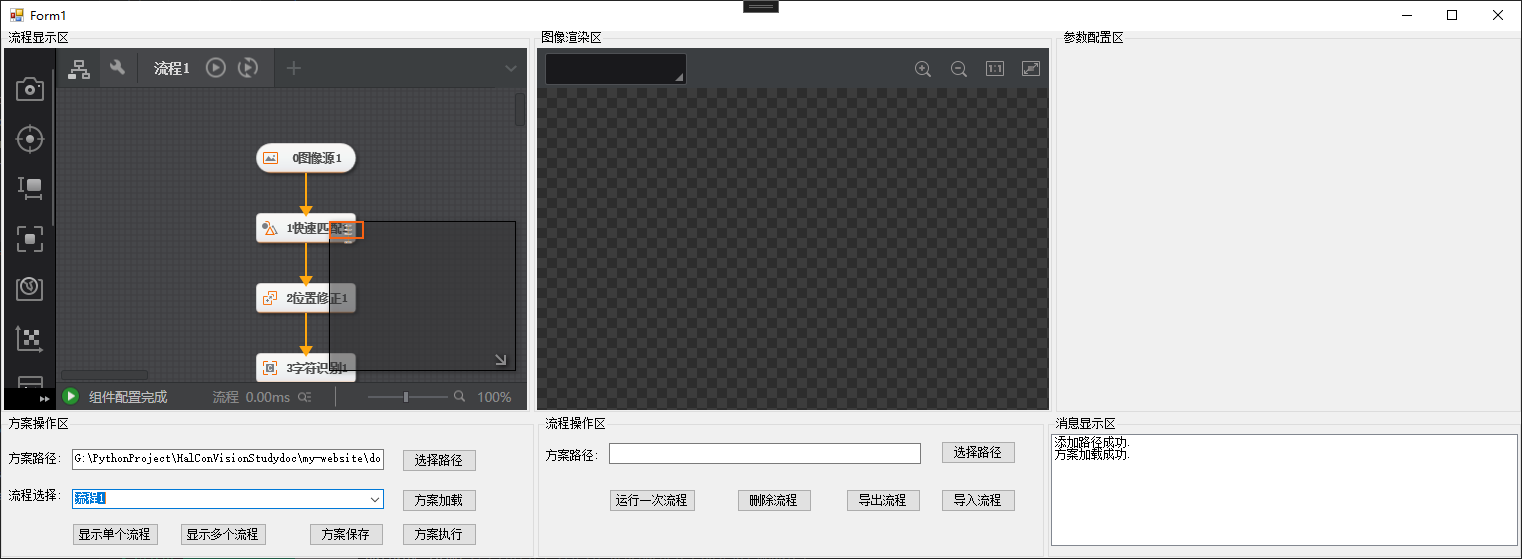 Form1
流程显示区
流程1
0图像源1
1快速匹配1
2位置修正1
3字符识别1
组件配置完成
流程 0.00ms
100%
图像渲染区
1:1
参数配置区
方案操作区
方案路径:
G:\PythonProject\HalConVisionStudydoc\my-website\do
选择路径
流程选择:
流程1
方案加载
显示单个流程
显示多个流程
方案保存
方案执行
流程操作区
方案路径:
选择路径
运行一次流程
删除流程
导出流程
导入流程
消息显示区
添加路径成功.
方案加载成功.